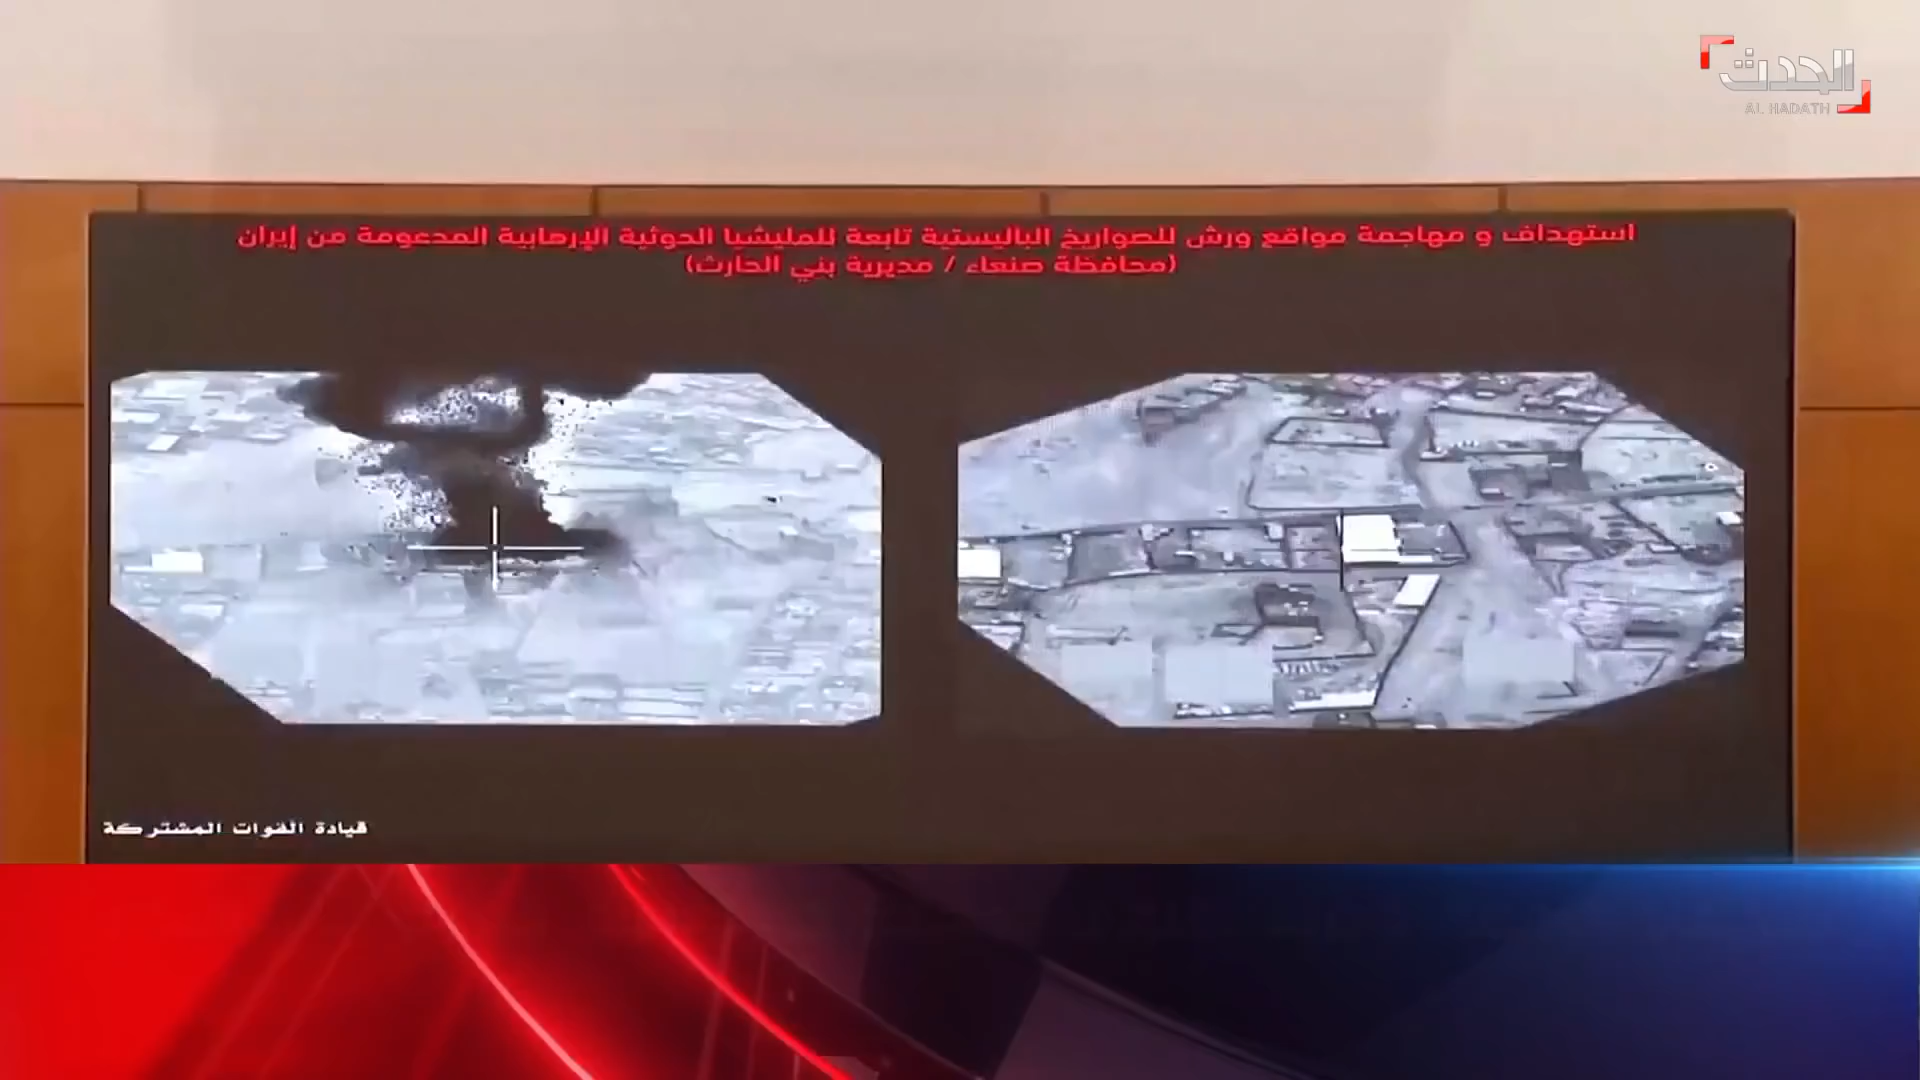 الحدث
AL HADATH
استهداف و مهاجمة مواقع ورش للصواريخ الباليستية تابعة للمليشيا الحوثية الإرهابية المدعومة من إيران
(محافظة صنعاء / مديرية بني الحارث)
قيادة القوات المشتركة